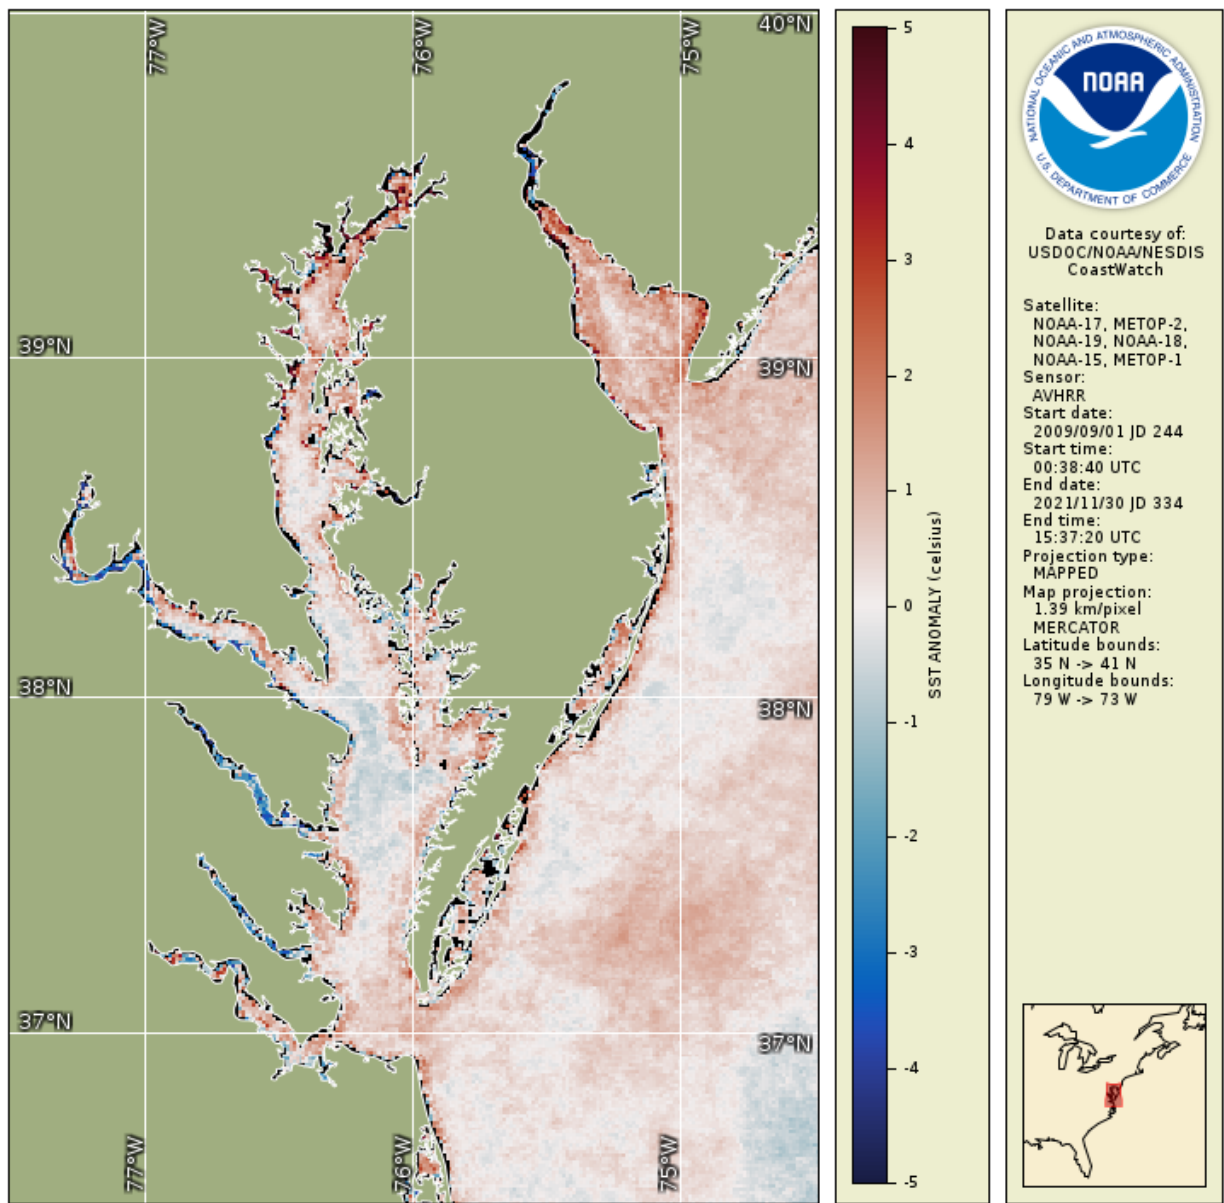 77°W
76°W
75°W
40°N
39°N
39°N
38°N
38°N
37°N
37°N
77°W
76°W
75°W
5
4
3
2
1
0
-1
-2
-3
-4
-5
SST ANOMALY (celsius)
NATIONAL OCEANIC AND ATMOSPHERIC ADMINISTRATION
NOAA
U.S. DEPARTMENT OF COMMERCE
Data courtesy of:
USDOC/NOAA/NESDIS
CoastWatch
Satellite:
NOAA-17, METOP-2,
NOAA-19, NOAA-18,
NOAA-15, METOP-1
Sensor:
AVHRR
Start date:
2009/09/01 JD 244
Start time:
00:38:40 UTC
End date:
2021/11/30 JD 334
End time:
15:37:20 UTC
Projection type:
MAPPED
Map projection:
1.39 km/pixel
MERCATOR
Latitude bounds:
35 N -> 41 N
Longitude bounds:
79 W -> 73 W